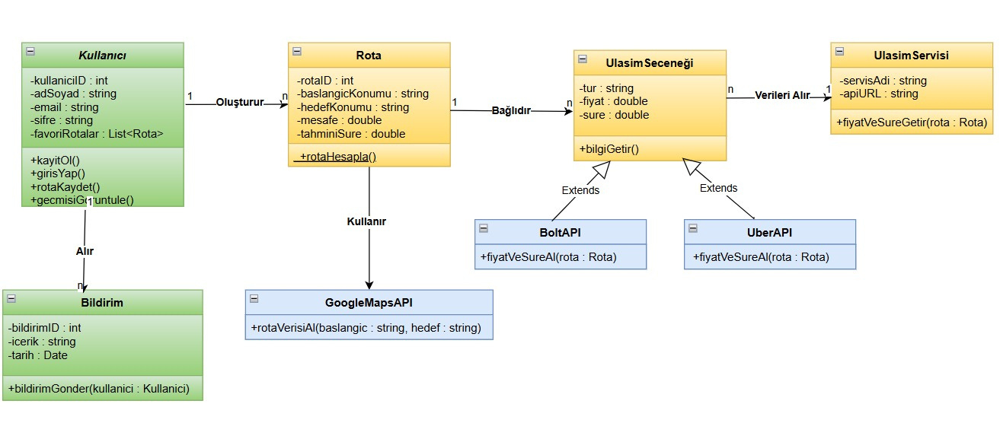 Kullanıcı
-kullaniciID : int
-adSoyad : string
-email : string
-sifre : string
-favoriRotalar : List<Rota>
+kayitOl()
+girisYap()
+rotaKaydet()
+gecmisiGoruntule()
1
Oluşturur
n
Rota
-rotaID : int
-baslangicKonumu : string
-hedefKonumu : string
-mesafe : double
-tahminiSure : double
+rotaHesapla()
1
Bağlıdır
n
UlasimSeceneği
-tur : string
-fiyat : double
-sure : double
+bilgiGetir()
n
Verileri Alır
1
UlasimServisi
-servisAdi : string
-apiURL : string
+fiyatVeSureGetir(rota : Rota)
1
Alır
n
Kullanır
Extends
Extends
BoltAPI
+fiyatVeSureAl(rota : Rota)
UberAPI
+fiyatVeSureAl(rota : Rota)
Bildirim
-bildirimID : int
-icerik : string
-tarih : Date
+bildirimGonder(kullanici : Kullanici)
GoogleMapsAPI
+rotaVerisiAl(baslangic : string, hedef : string)